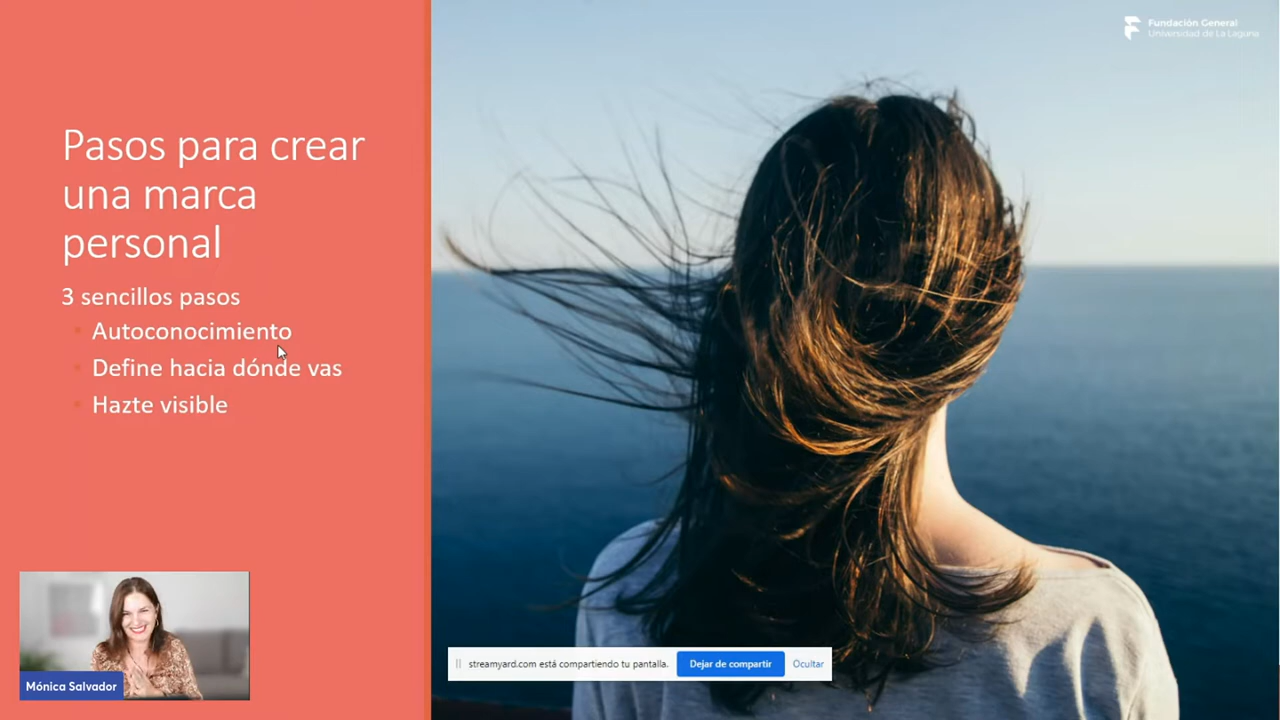 Fundación General
Universidad de La Laguna
Pasos para crear
una marca
personal
3 sencillos pasos
Autoconocimiento
Define hacia dónde vas
Hazte visible
Mónica Salvador
streamyard.com está compartiendo tu pantalla.
Dejar de compartir
Ocultar